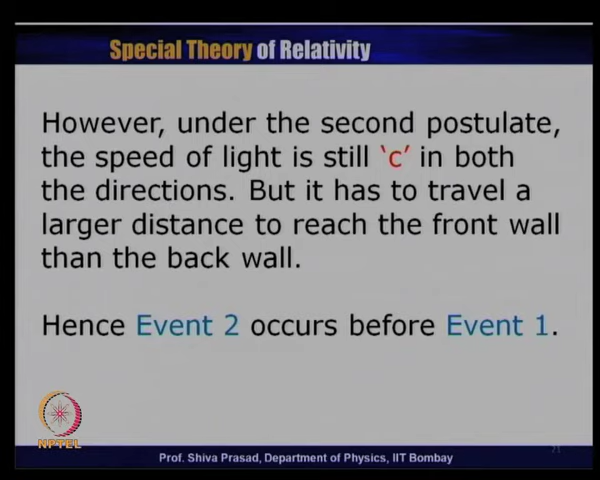 Special Theory of Relativity
However, under the second postulate,
the speed of light is still ‘c’ in both
the directions. But it has to travel a
larger distance to reach the front wall
than the back wall.
Hence Event 2 occurs before Event 1.
NPTEL
Prof. Shiva Prasad, Department of Physics, IIT Bombay
21